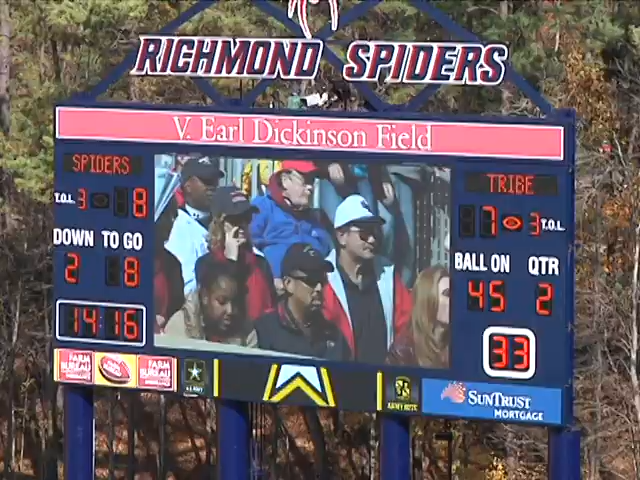 RICHMOND SPIDERS
V. Earl Dickinson Field
SPIDERS TRIBE
T.O.L. 3 8 7 3 T.O.L.
DOWN TO GO BALL ON QTR
2 8 45 2
14:16 33
FARM BUREAU FARM BUREAU
U.S. ARMY
ARMY ROTC
SUNTRUST
MORTGAGE